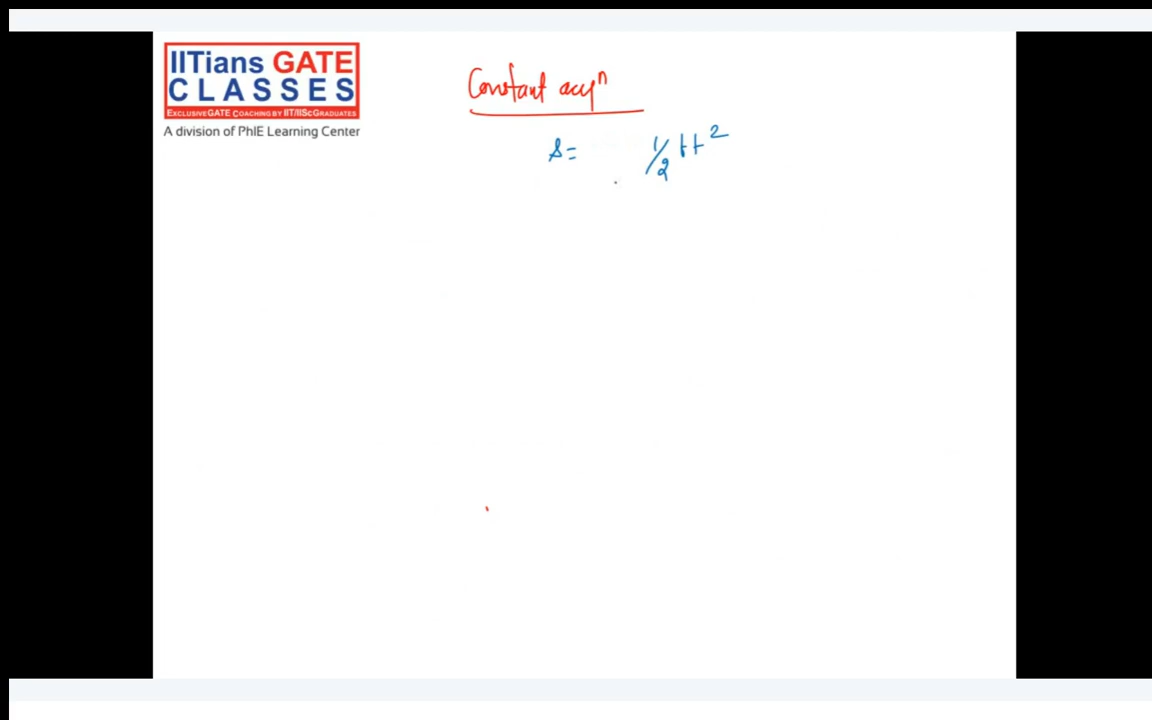 IITians GATE
CLASSES
EXCLUSIVE GATE COACHING BY IIT/IISc GRADUATES
A division of PhIE Learning Center
Constant accⁿ
s= 1/2 ft²